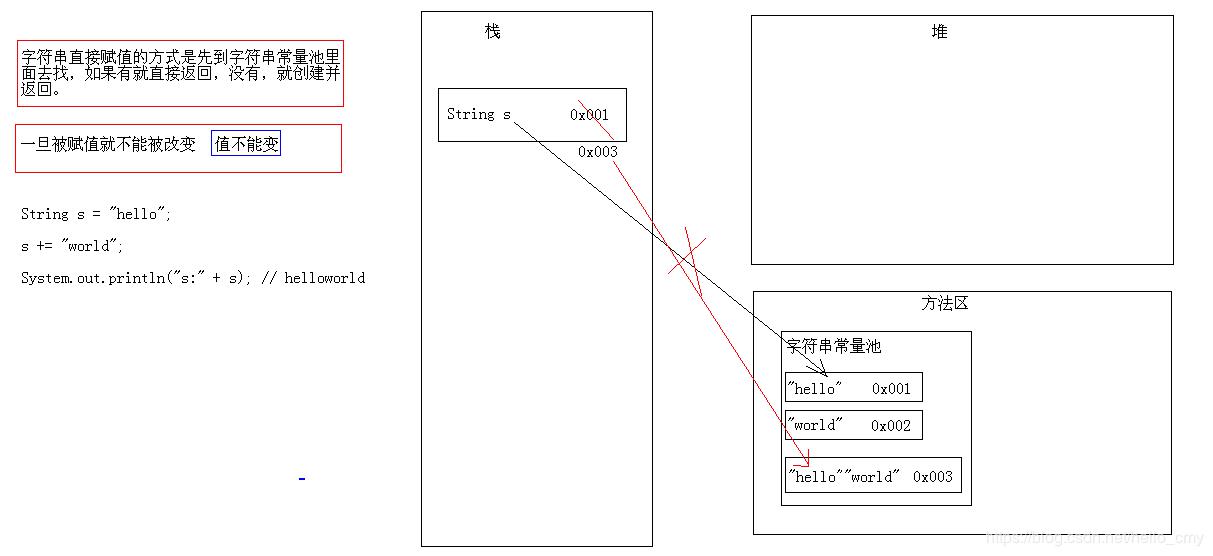 字符串直接赋值的方式是先到字符串常量池里
面去找，如果有就直接返回，没有，就创建并
返回。
一旦被赋值就不能被改变 值不能变
String s = "hello";
s += "world";
System.out.println("s:" + s); // helloworld
栈
String s 0x001
0x003
堆
方法区
字符串常量池
"hello" 0x001
"world" 0x002
"hello""world" 0x003
https://blog.csdn.net/hello_cmy